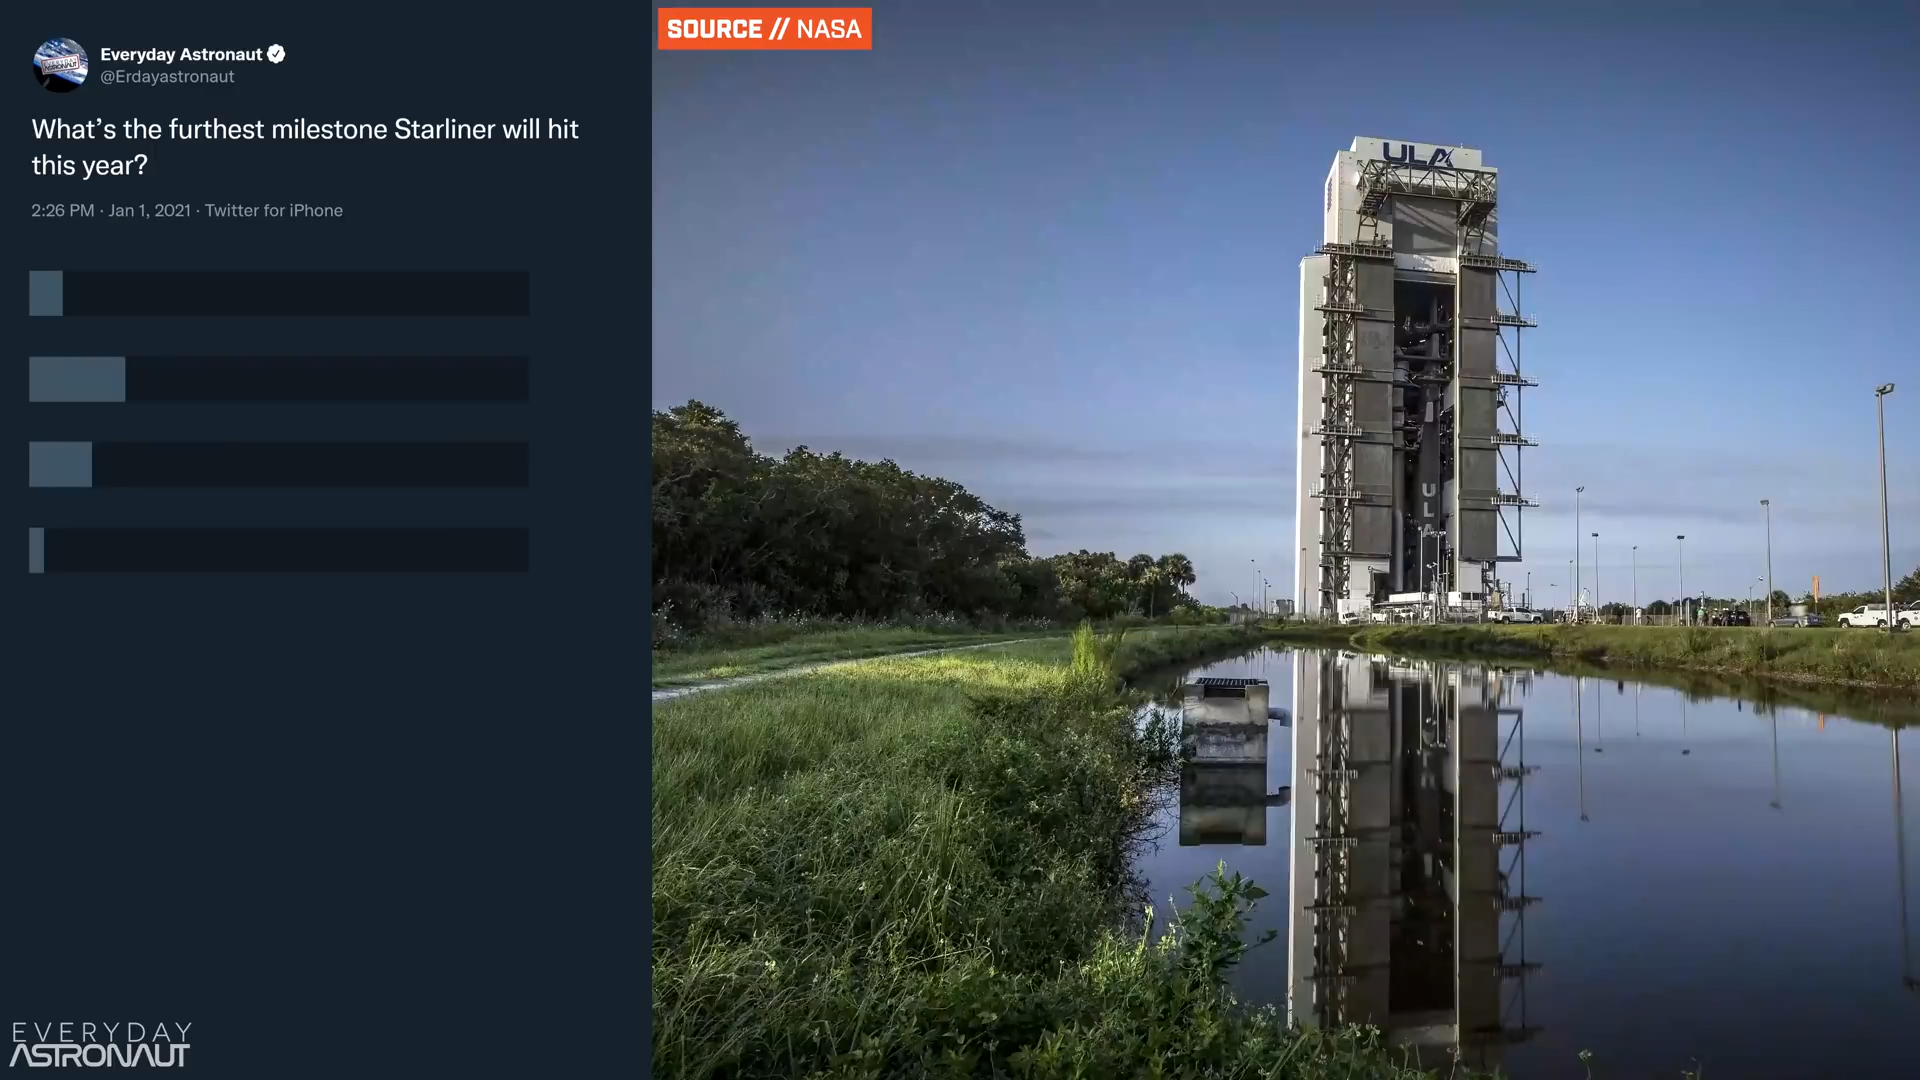 Everyday Astronaut
@Erdayastronaut
What’s the furthest milestone Starliner will hit
this year?
2:26 PM · Jan 1, 2021 · Twitter for iPhone
SOURCE // NASA
ULA
ULA
EVERYDAY
ASTRONAUT